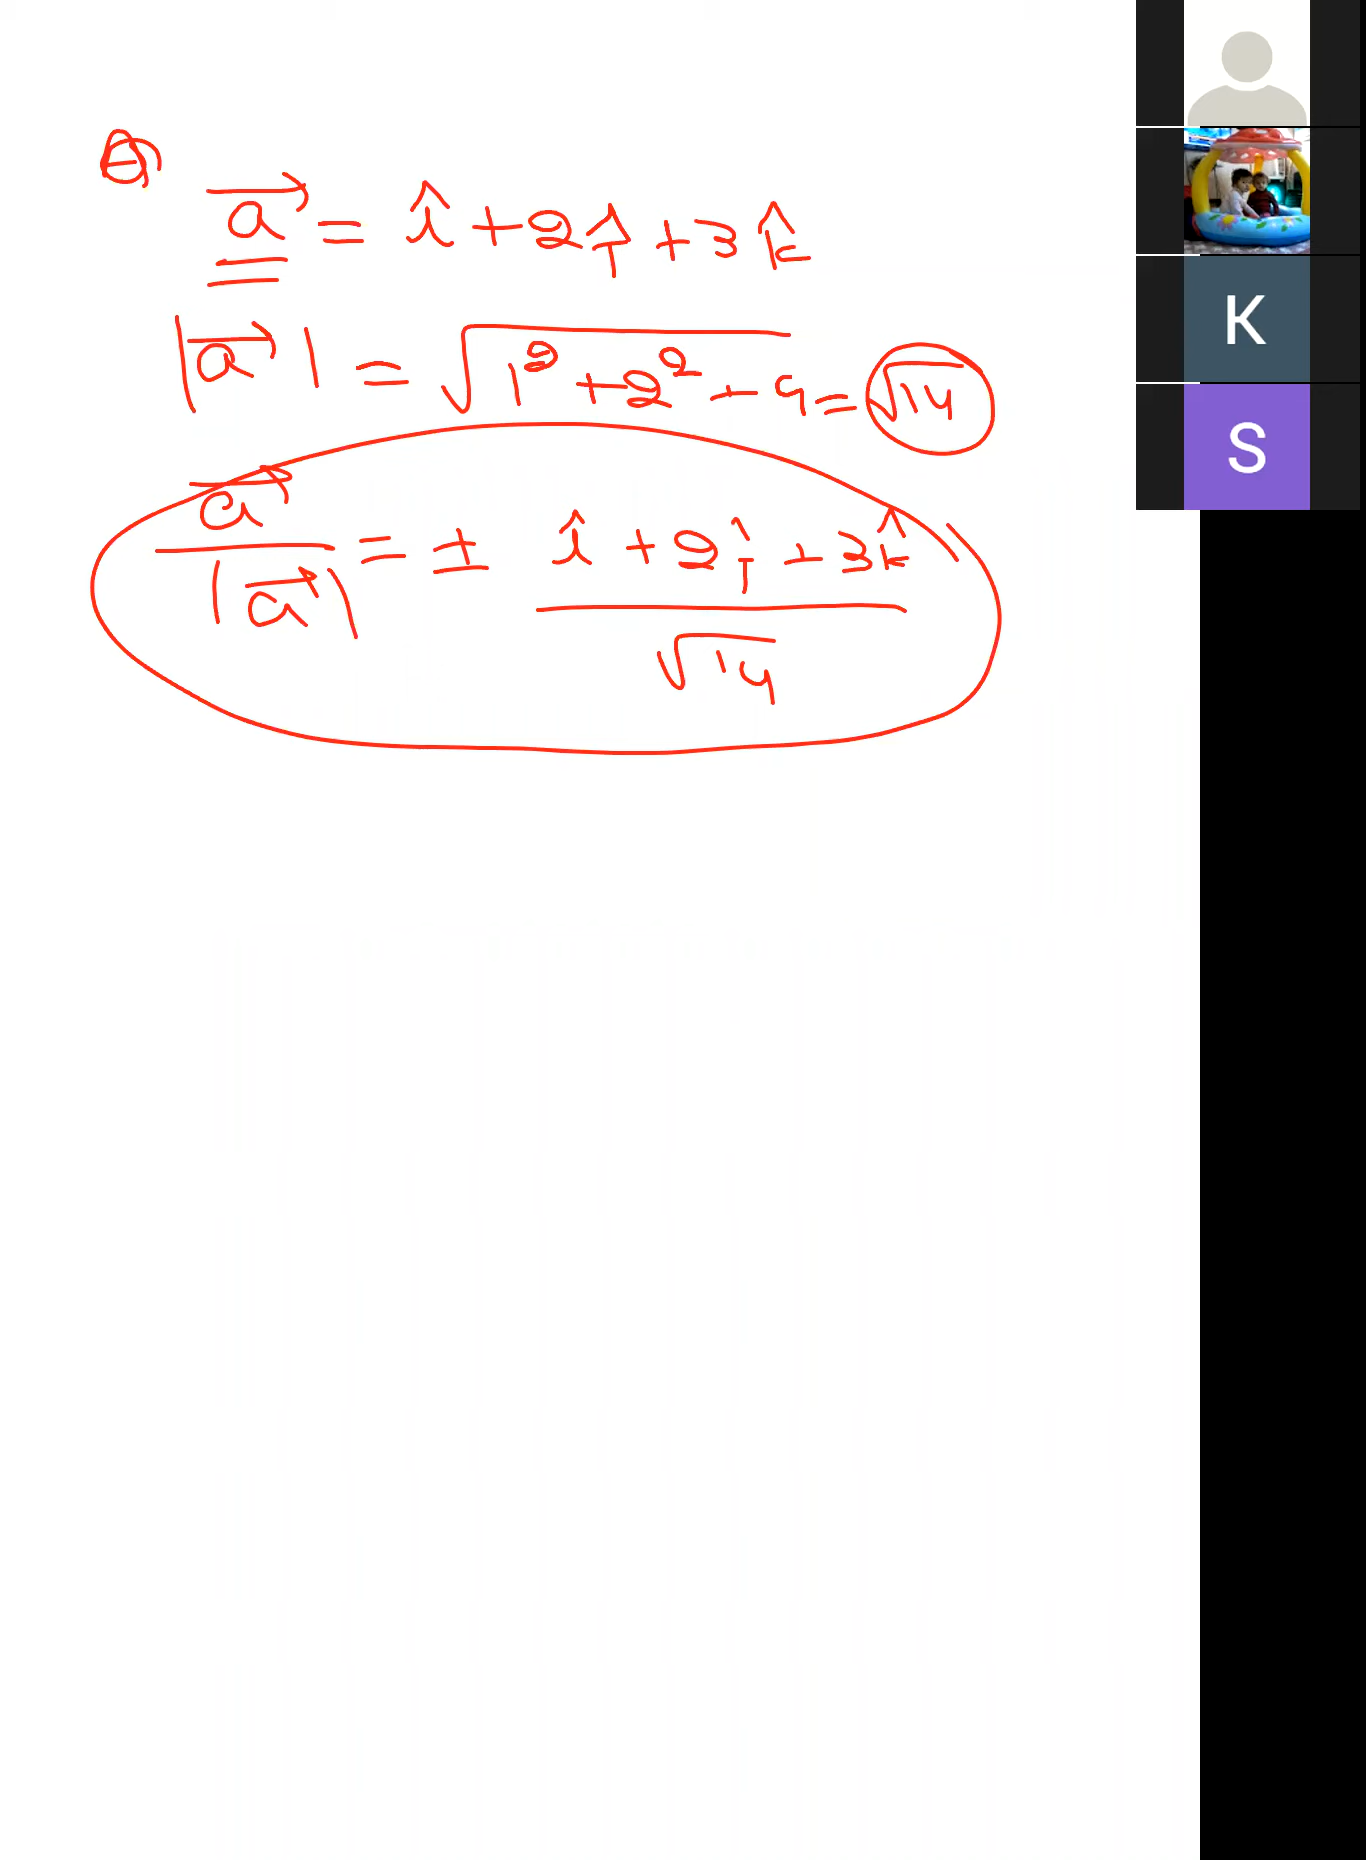 Q
a⃗ = î + 2ĵ + 3k̂
|a⃗| = √(1² + 2² + 9) = √14
a⃗/|a⃗| = ± (î + 2ĵ + 3k̂)/√14
K
S